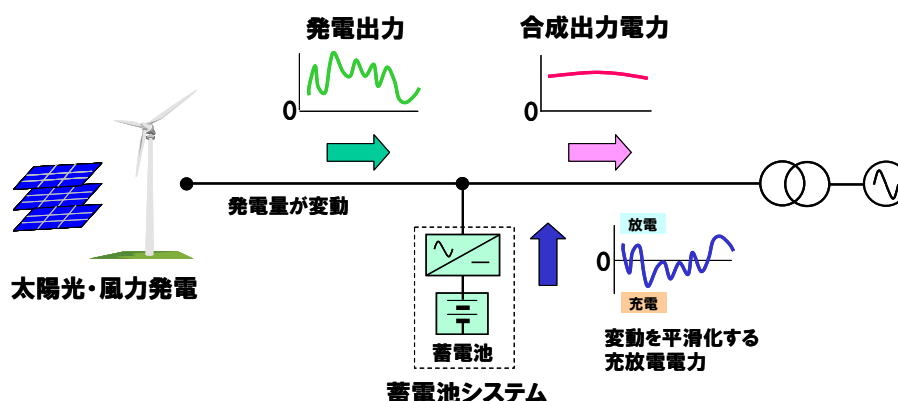 発電出力
合成出力電力
0
0
発電量が変動
太陽光・風力発電
放電
0
充電
変動を平滑化する
充放電電力
蓄電池
蓄電池システム